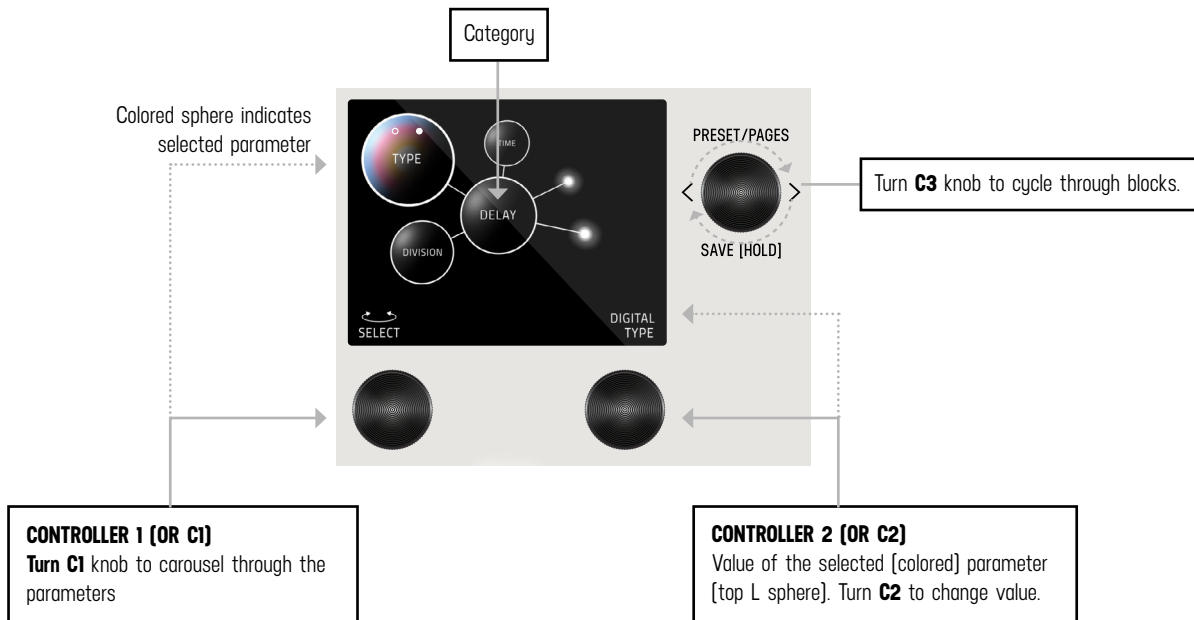 Category
Colored sphere indicates
selected parameter
TYPE
TIME
DELAY
DIVISION
SELECT
DIGITAL
TYPE
PRESET/PAGES
SAVE [HOLD]
Turn C3 knob to cycle through blocks.
CONTROLLER 1 [OR C1]
Turn C1 knob to carousel through the
parameters
CONTROLLER 2 [OR C2]
Value of the selected [colored] parameter
[top L sphere]. Turn C2 to change value.